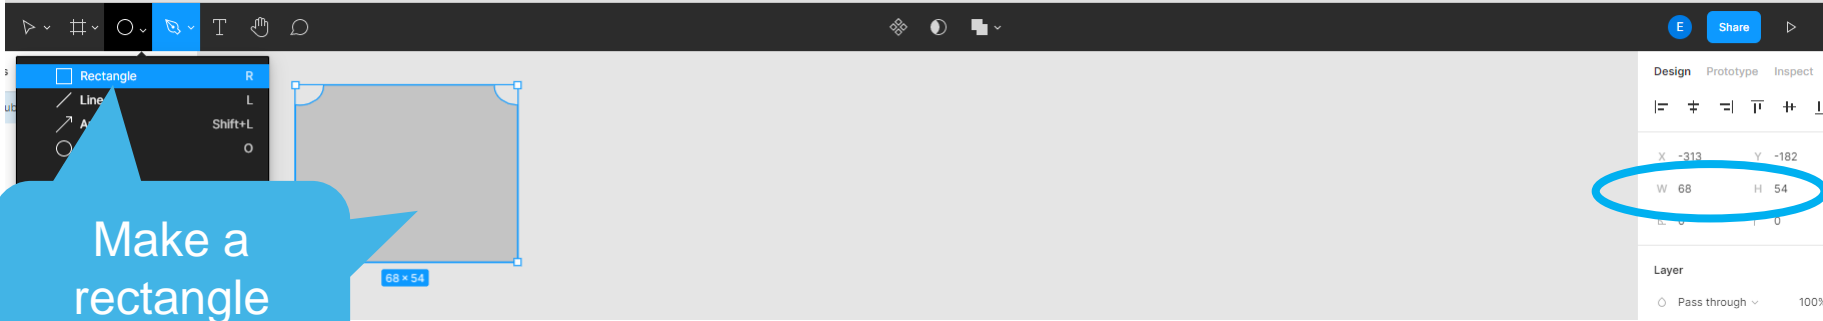 T
E
Share
s
Rectangle R
Line L
A Shift+L
O
ub
Design Prototype Inspect
X -313 Y -182
W 68 H 54
0
Layer
Pass through 100%
68 × 54
Make a
rectangle